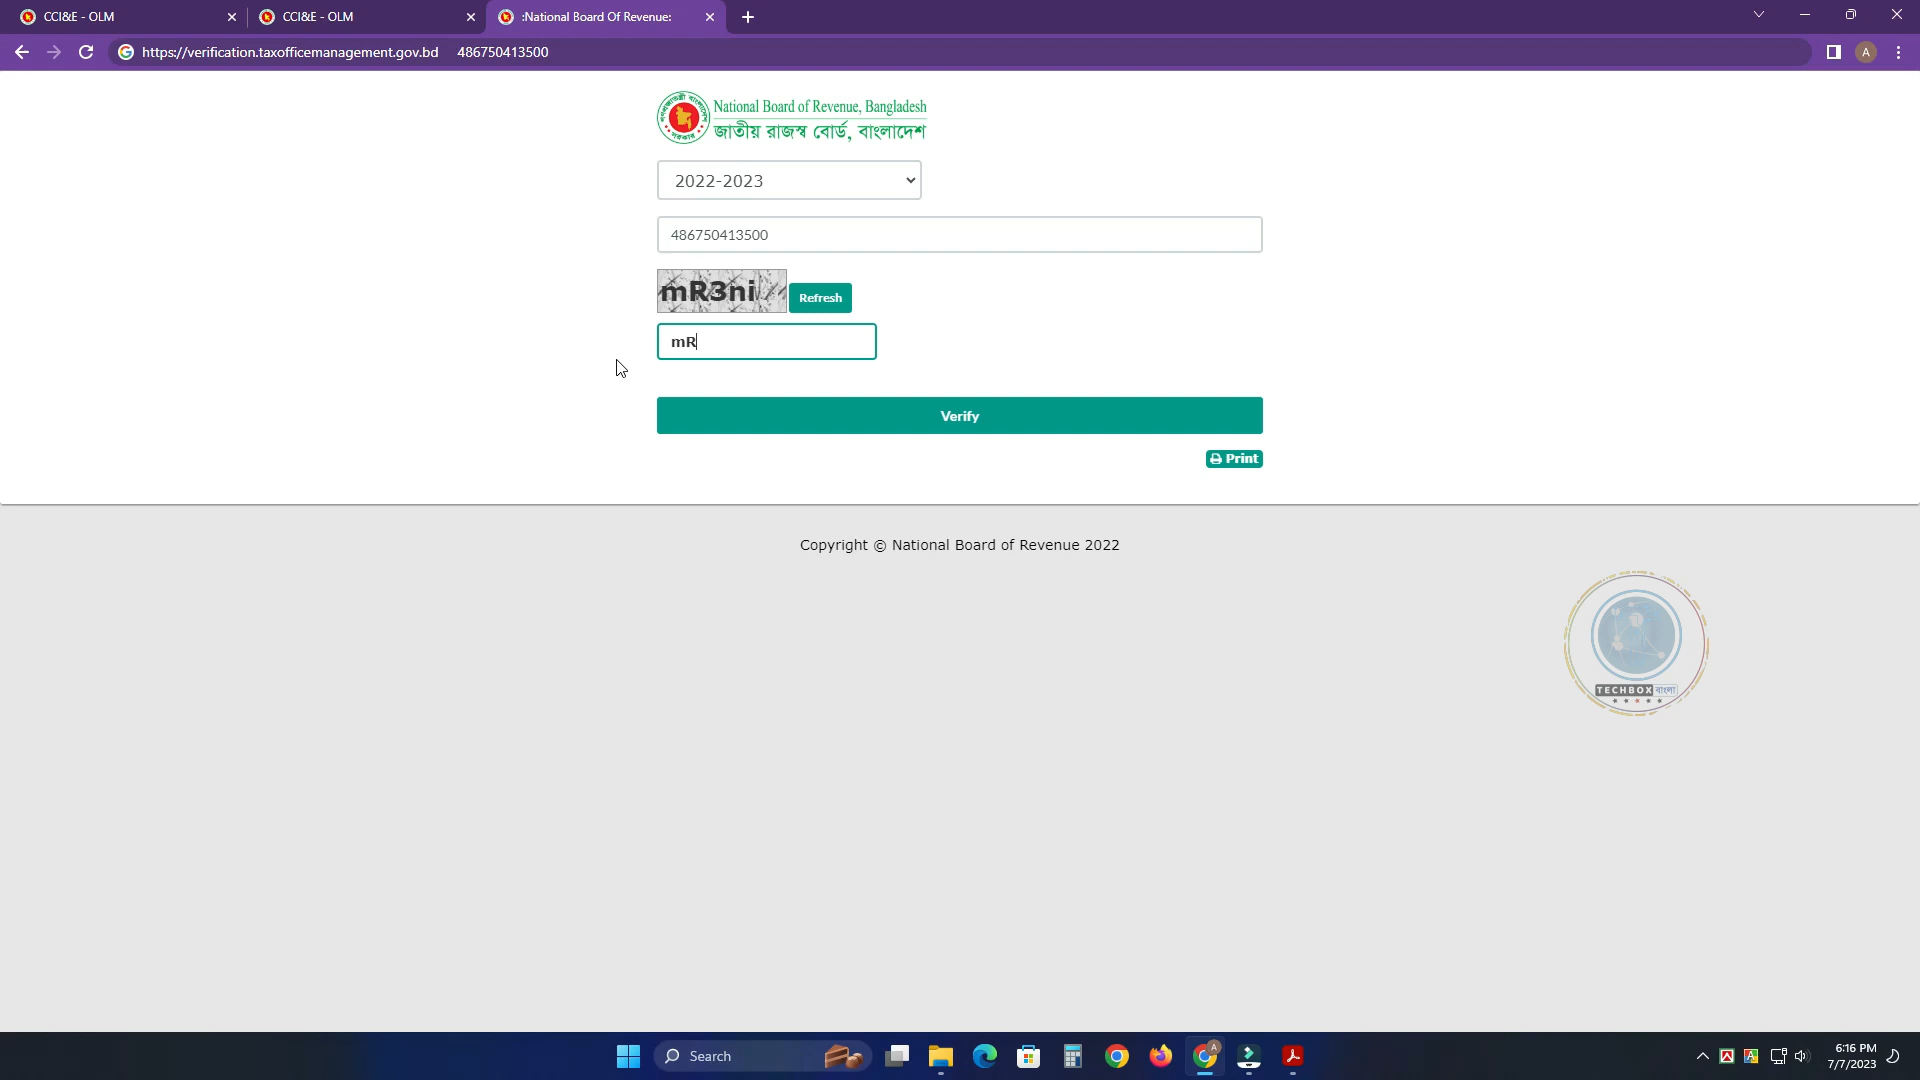 CCI&E - OLM
CCI&E - OLM
:National Board Of Revenue:
https://verification.taxofficemanagement.gov.bd 486750413500
A
National Board of Revenue, Bangladesh
জাতীয় রাজস্ব বোর্ড, বাংলাদেশ
2022-2023
486750413500
mR3ni
Refresh
mR
Verify
Print
Copyright © National Board of Revenue 2022
TECHBOX বাংলা
Search
6:16 PM
7/7/2023